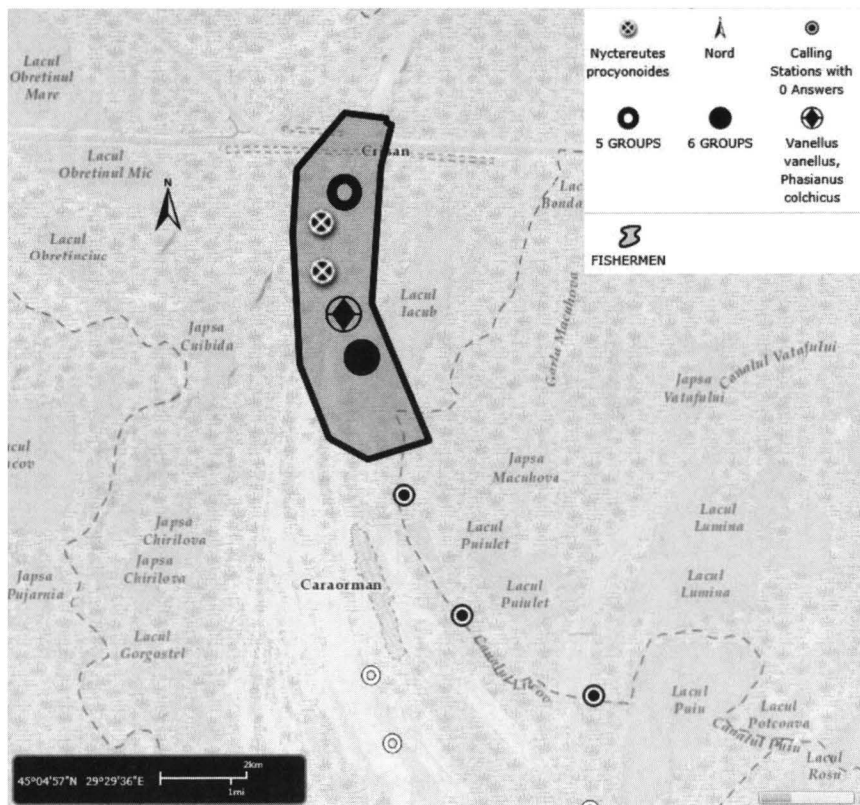 Nyctereutes
procyonoides
Nord
Calling
Stations with
0 Answers
5 GROUPS
6 GROUPS
Vanellus
vanellus,
Phasianus
colchicus
FISHERMEN
Lacul
Obretinul
Mare
Lacul
Obretinul Mic
Crisan
N
Lacul
Obretinciuc
Lacul
Iacub
Japsa
Cuibida
Garla Macuhova
Canalul Vatafului
Japsa
Vatafului
Japsa
Macuhova
Lacul
Lumina
Japsa
Chirilova
Lacul
Puiulet
Japsa
Chirilova
Caraorman
Lacul
Puiulet
Lacul
Lumina
Japsa
Pujarnia
Lacul
Gorgostel
Canalul Litcov
Lacul
Puiu
Lacul
Potcoava
Canalul Puiu
Lacul
Rosu
45°04'57"N 29°29'36"E
2km
1mi